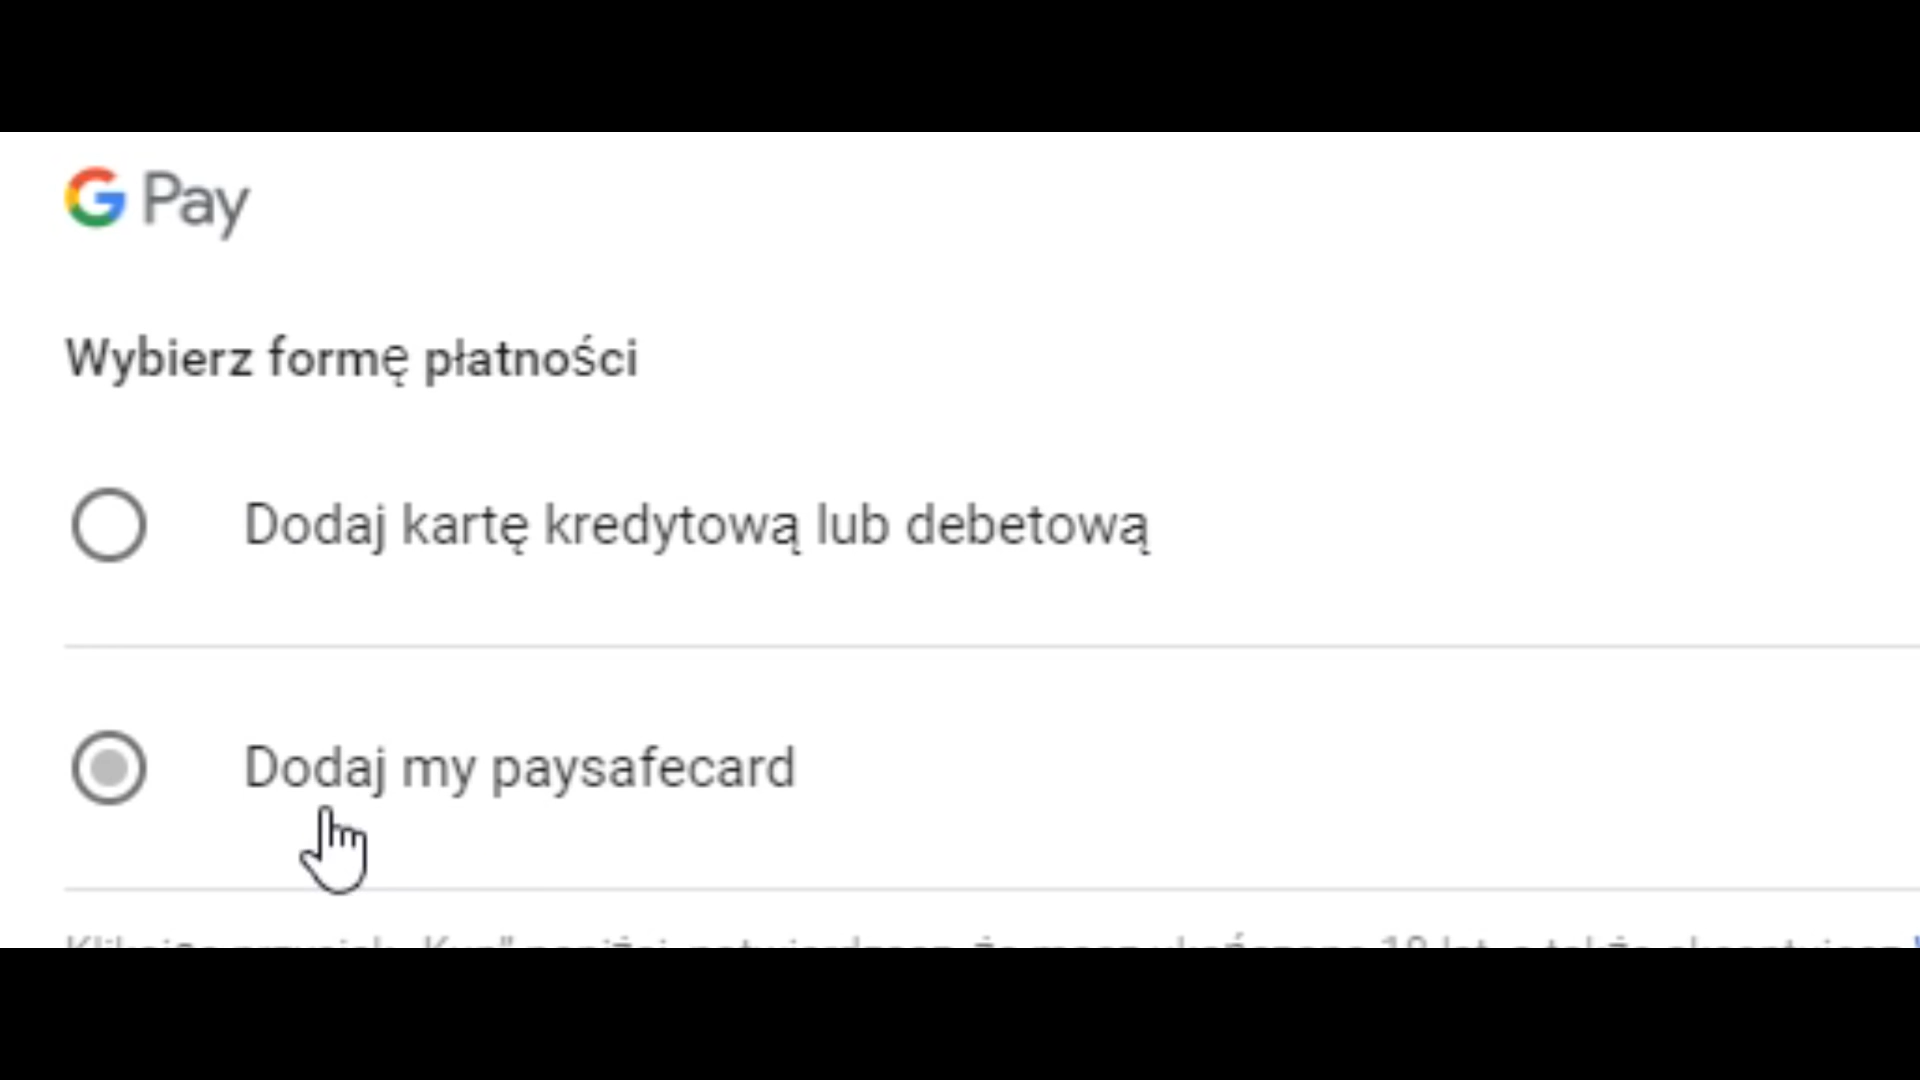 G Pay
Wybierz formę płatności
Dodaj kartę kredytową lub debetową
Dodaj my paysafecard